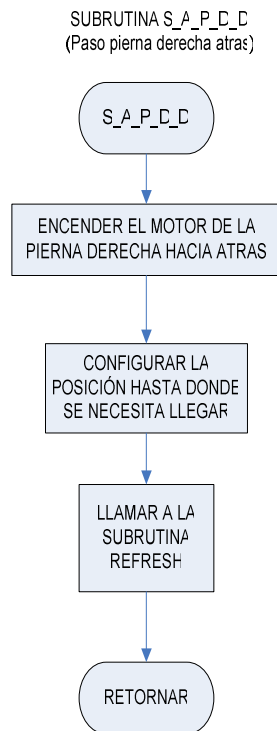 SUBRUTINA S_A_P_D_D
(Paso pierna derecha atras)
S_A_P_D_D
ENCENDER EL MOTOR DE LA
PIERNA DERECHA HACIA ATRAS
CONFIGURAR LA
POSICIÓN HASTA DONDE
SE NECESITA LLEGAR
LLAMAR A LA
SUBRUTINA
REFRESH
RETORNAR